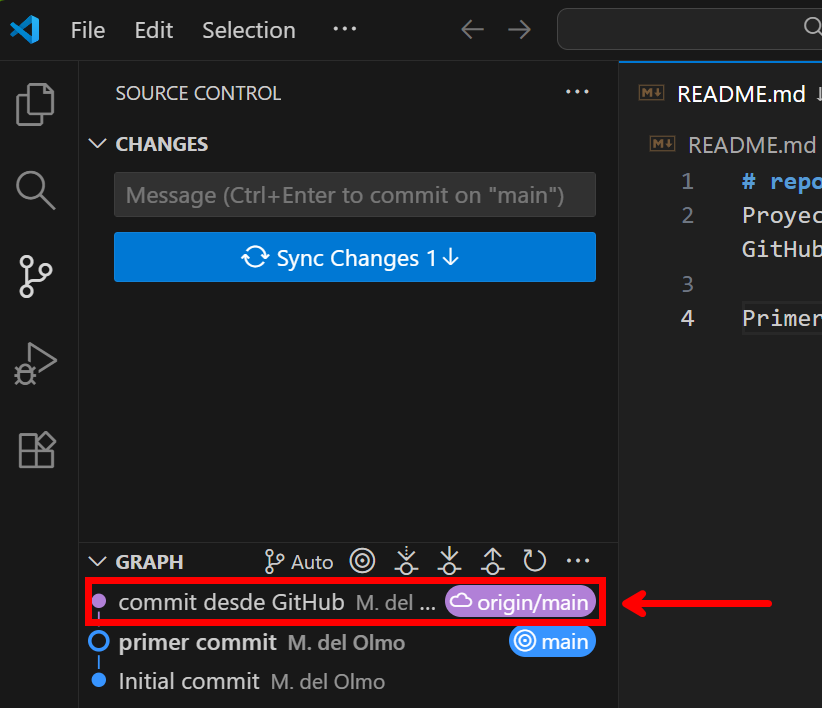 File Edit Selection ···
SOURCE CONTROL ···
CHANGES
Message (Ctrl+Enter to commit on "main")
Sync Changes 1↓
GRAPH Auto ···
commit desde GitHub M. del ... origin/main
primer commit M. del Olmo main
Initial commit M. del Olmo
README.md
README.md
1 # repo
2 Proyec
GitHub
3
4 Primer